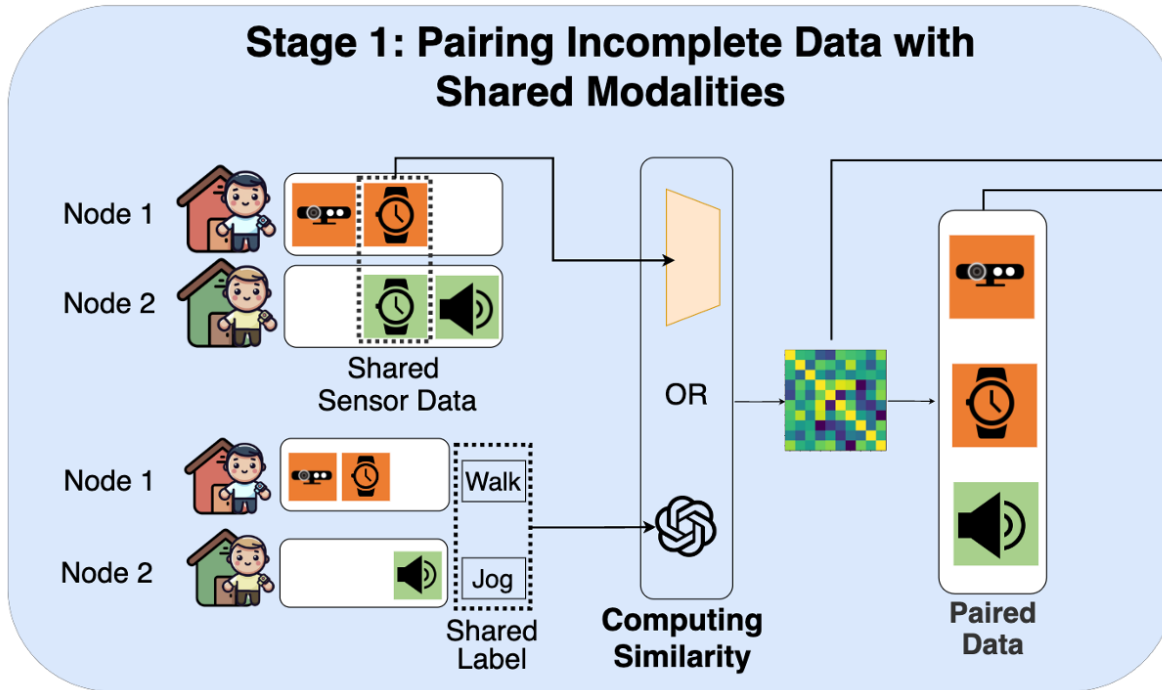 Stage 1: Pairing Incomplete Data with
Shared Modalities
Node 1
Node 2
Shared
Sensor Data
OR
Node 1
Walk
Node 2
Jog
Shared
Label
Computing
Similarity
Paired
Data